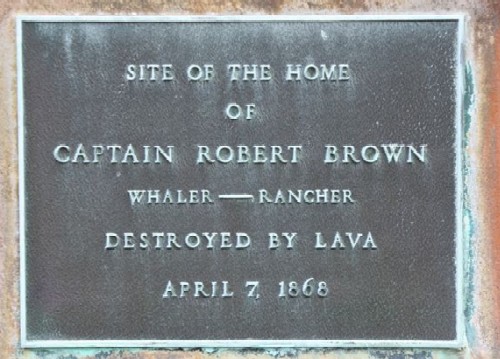 SITE OF THE HOME
OF
CAPTAIN ROBERT BROWN
WHALER — RANCHER
DESTROYED BY LAVA
APRIL 7, 1868